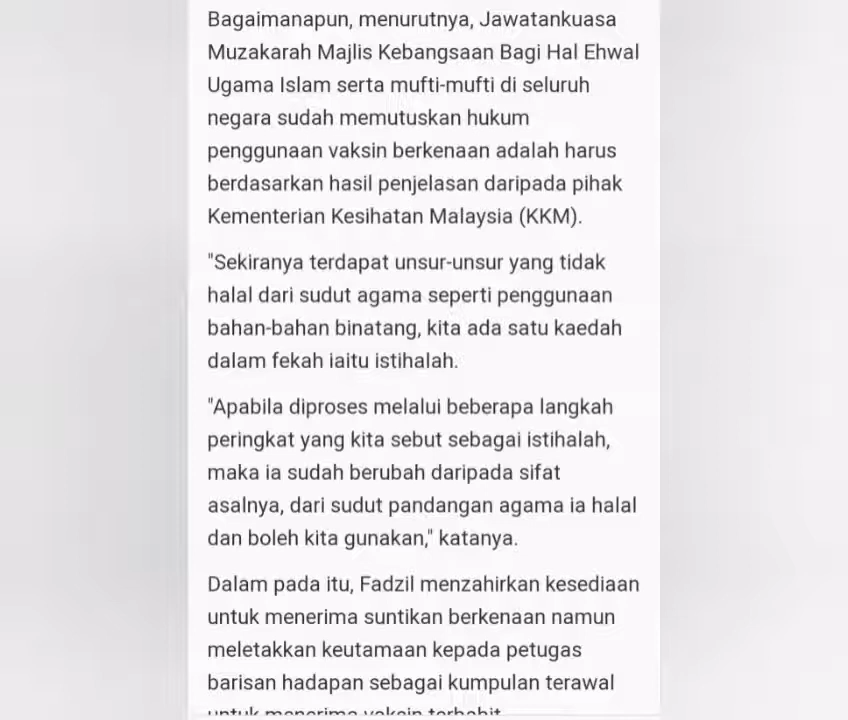 Bagaimanapun, menurutnya, Jawatankuasa
Muzakarah Majlis Kebangsaan Bagi Hal Ehwal
Ugama Islam serta mufti-mufti di seluruh
negara sudah memutuskan hukum
penggunaan vaksin berkenaan adalah harus
berdasarkan hasil penjelasan daripada pihak
Kementerian Kesihatan Malaysia (KKM).
"Sekiranya terdapat unsur-unsur yang tidak
halal dari sudut agama seperti penggunaan
bahan-bahan binatang, kita ada satu kaedah
dalam fekah iaitu istihalah.
"Apabila diproses melalui beberapa langkah
peringkat yang kita sebut sebagai istihalah,
maka ia sudah berubah daripada sifat
asalnya, dari sudut pandangan agama ia halal
dan boleh kita gunakan," katanya.
Dalam pada itu, Fadzil menzahirkan kesediaan
untuk menerima suntikan berkenaan namun
meletakkan keutamaan kepada petugas
barisan hadapan sebagai kumpulan terawal
untuk menerima vaksin